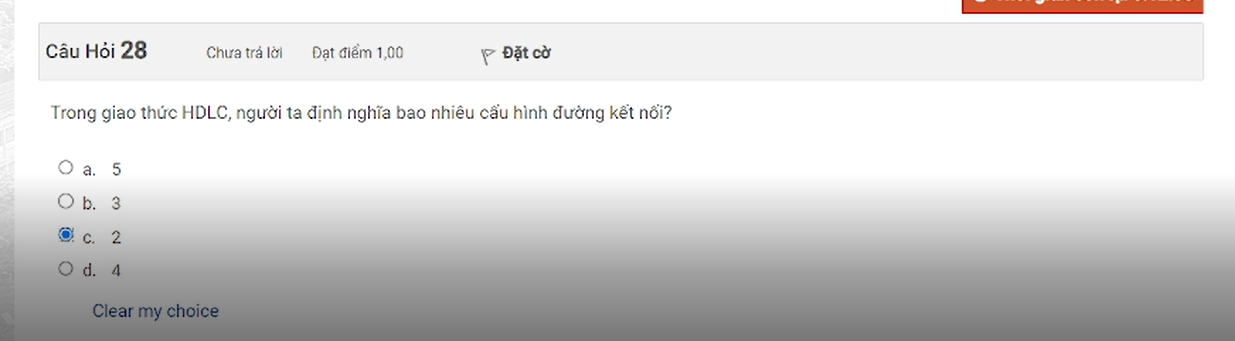 Câu Hỏi 28 Chưa trả lời Đạt điểm 1,00 Đặt cờ
Trong giao thức HDLC, người ta định nghĩa bao nhiêu cấu hình đường kết nối?
a. 5
b. 3
c. 2
d. 4
Clear my choice